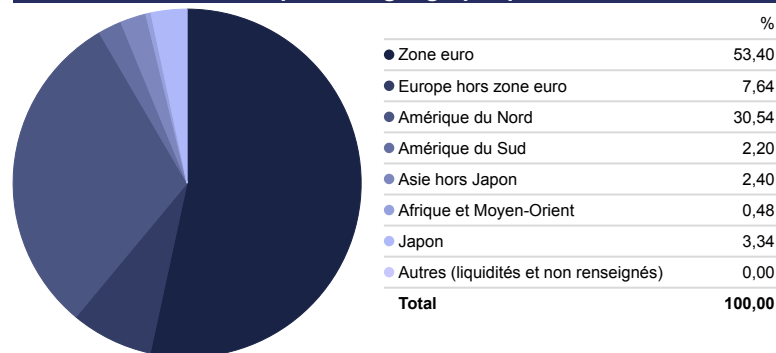 %
Zone euro 53,40
Europe hors zone euro 7,64
Amérique du Nord 30,54
Amérique du Sud 2,20
Asie hors Japon 2,40
Afrique et Moyen-Orient 0,48
Japon 3,34
Autres (liquidités et non renseignés) 0,00
Total 100,00